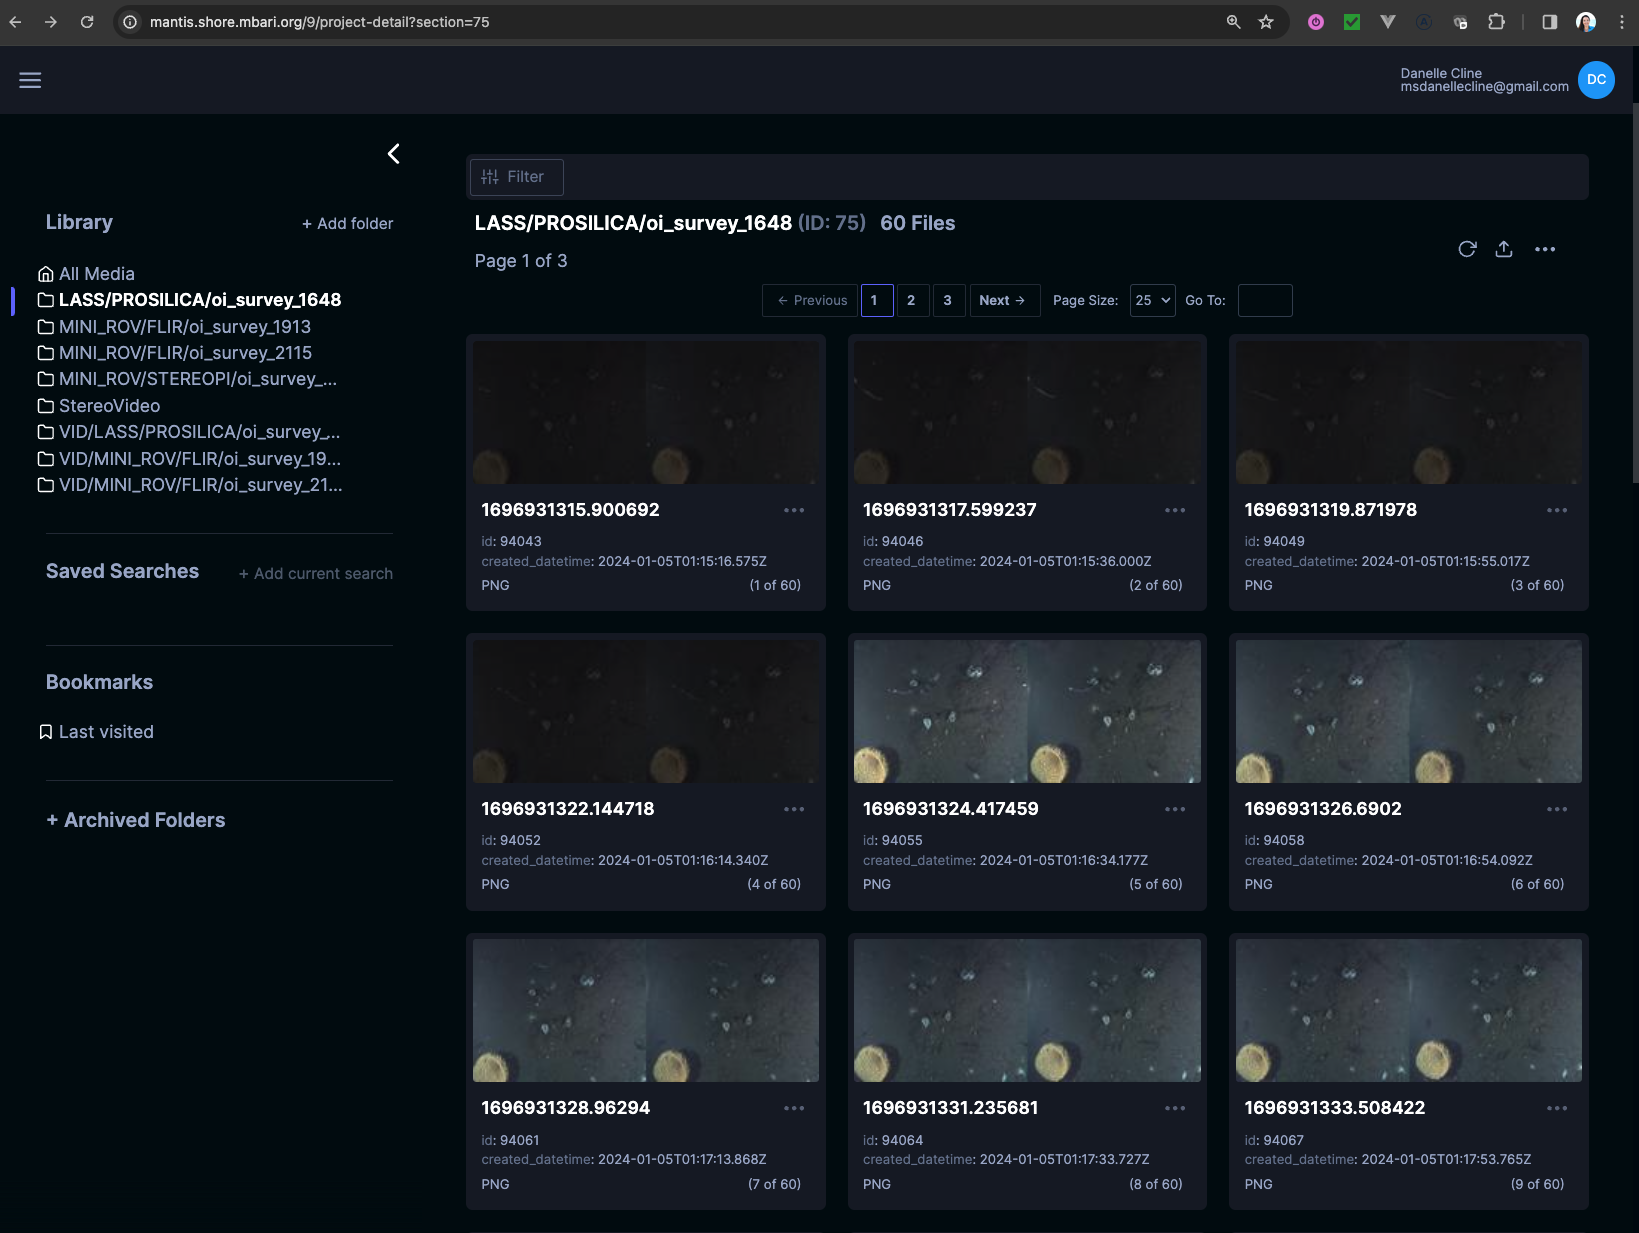 mantis.shore.mbari.org/9/project-detail?section=75
Danelle Cline
msdanellecline@gmail.com
DC
Library
+ Add folder
All Media
LASS/PROSILICA/oi_survey_1648
MINI_ROV/FLIR/oi_survey_1913
MINI_ROV/FLIR/oi_survey_2115
MINI_ROV/STEREOPI/oi_survey_...
StereoVideo
VID/LASS/PROSILICA/oi_survey_...
VID/MINI_ROV/FLIR/oi_survey_19...
VID/MINI_ROV/FLIR/oi_survey_21...
Saved Searches
+ Add current search
Bookmarks
Last visited
+ Archived Folders
Filter
LASS/PROSILICA/oi_survey_1648 (ID: 75) 60 Files
Page 1 of 3
← Previous 1 2 3 Next → Page Size: 25 Go To:
1696931315.900692
id: 94043
created_datetime: 2024-01-05T01:15:16.575Z
PNG (1 of 60)
1696931317.599237
id: 94046
created_datetime: 2024-01-05T01:15:36.000Z
PNG (2 of 60)
1696931319.871978
id: 94049
created_datetime: 2024-01-05T01:15:55.017Z
PNG (3 of 60)
1696931322.144718
id: 94052
created_datetime: 2024-01-05T01:16:14.340Z
PNG (4 of 60)
1696931324.417459
id: 94055
created_datetime: 2024-01-05T01:16:34.177Z
PNG (5 of 60)
1696931326.6902
id: 94058
created_datetime: 2024-01-05T01:16:54.092Z
PNG (6 of 60)
1696931328.96294
id: 94061
created_datetime: 2024-01-05T01:17:13.868Z
PNG (7 of 60)
1696931331.235681
id: 94064
created_datetime: 2024-01-05T01:17:33.727Z
PNG (8 of 60)
1696931333.508422
id: 94067
created_datetime: 2024-01-05T01:17:53.765Z
PNG (9 of 60)